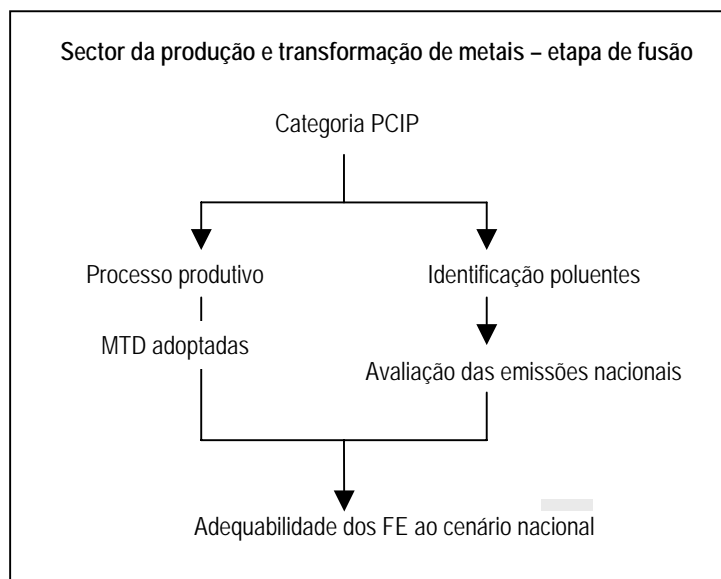 Sector da produção e transformação de metais – etapa de fusão
Categoria PCIP
Processo produtivo
Identificação poluentes
MTD adoptadas
Avaliação das emissões nacionais
Adequabilidade dos FE ao cenário nacional